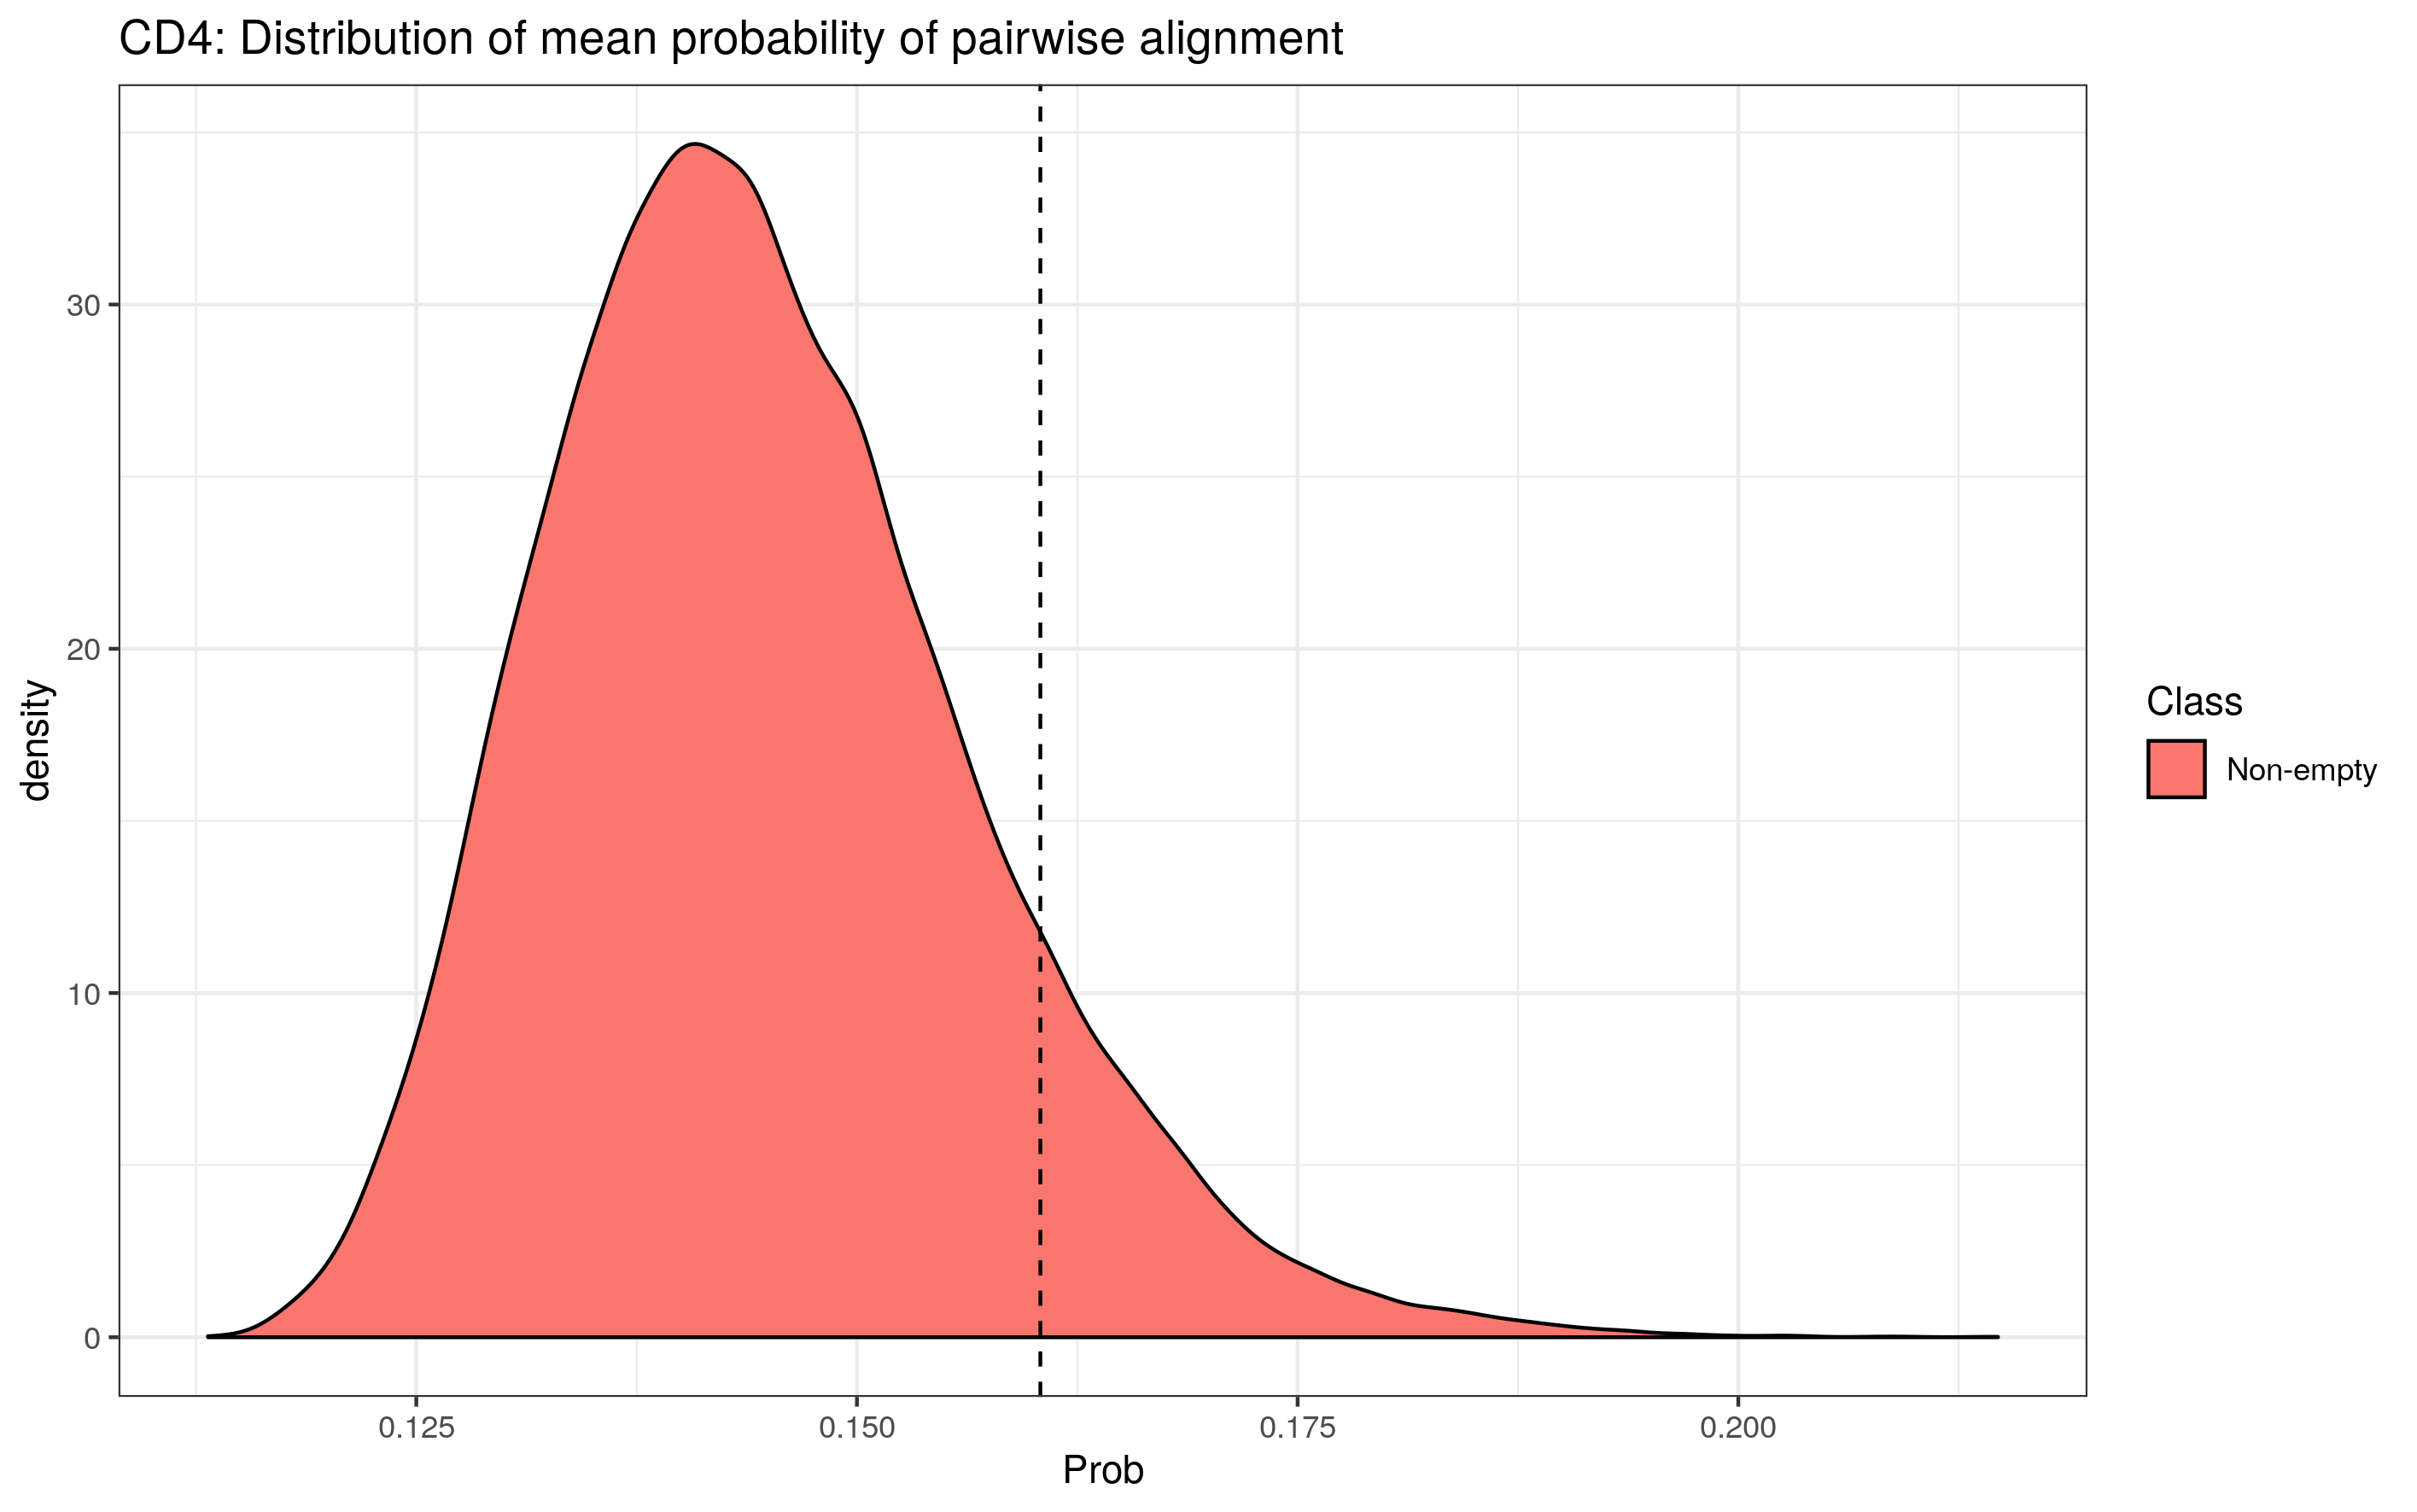 CD4: Distribution of mean probability of pairwise alignment
density
30
20
10
0
0.125
0.150
0.175
0.200
Prob
Class
Non-empty